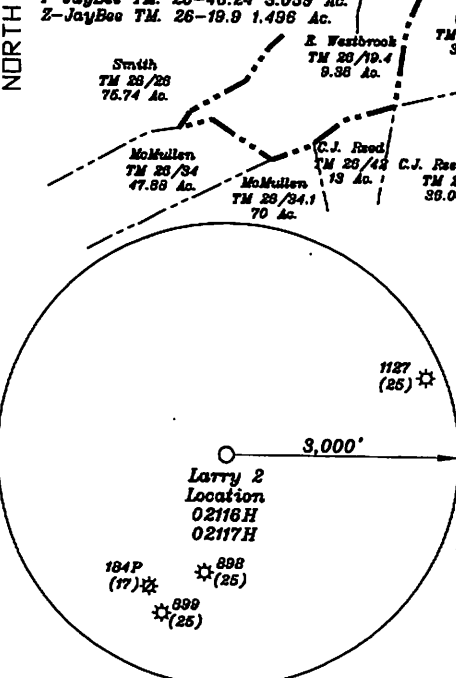 Z-JayBee TM. 26-19.9 1.496 Ac.
NORTH
Smith
TM 26/26
75.74 Ac.
R. Westbrook
TM 26/19.4
9.36 Ac.
McMullen
TM 26/34
47.88 Ac.
McMullen
TM 26/34.1
70 Ac.
C.J. Reed
TM 26/42
13 Ac.
C.J.
TM
1127
(25)
3,000'
Larry 2
Location
02116H
02117H
184P
(17)
898
(25)
899
(25)